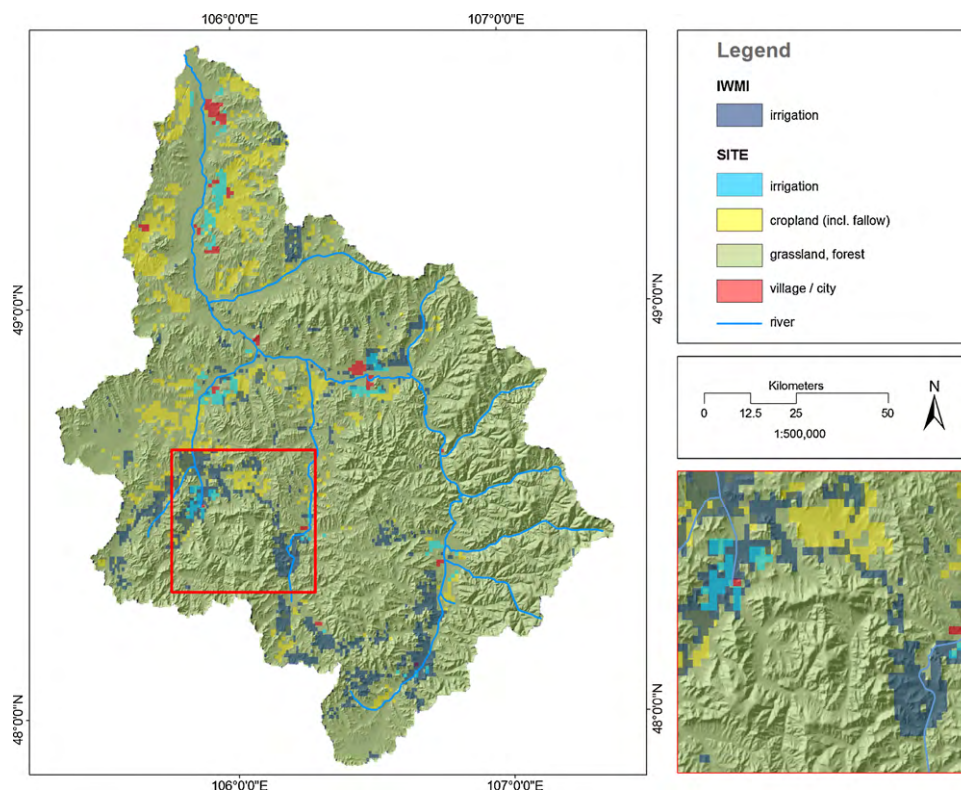 106°0'0"E
107°0'0"E
49°0'0"N
49°0'0"N
48°0'0"N
48°0'0"N
106°0'0"E
107°0'0"E
Legend
IWMI
irrigation
SITE
irrigation
cropland (incl. fallow)
grassland, forest
village / city
river
Kilometers
0 12.5 25 50
1:500,000
N